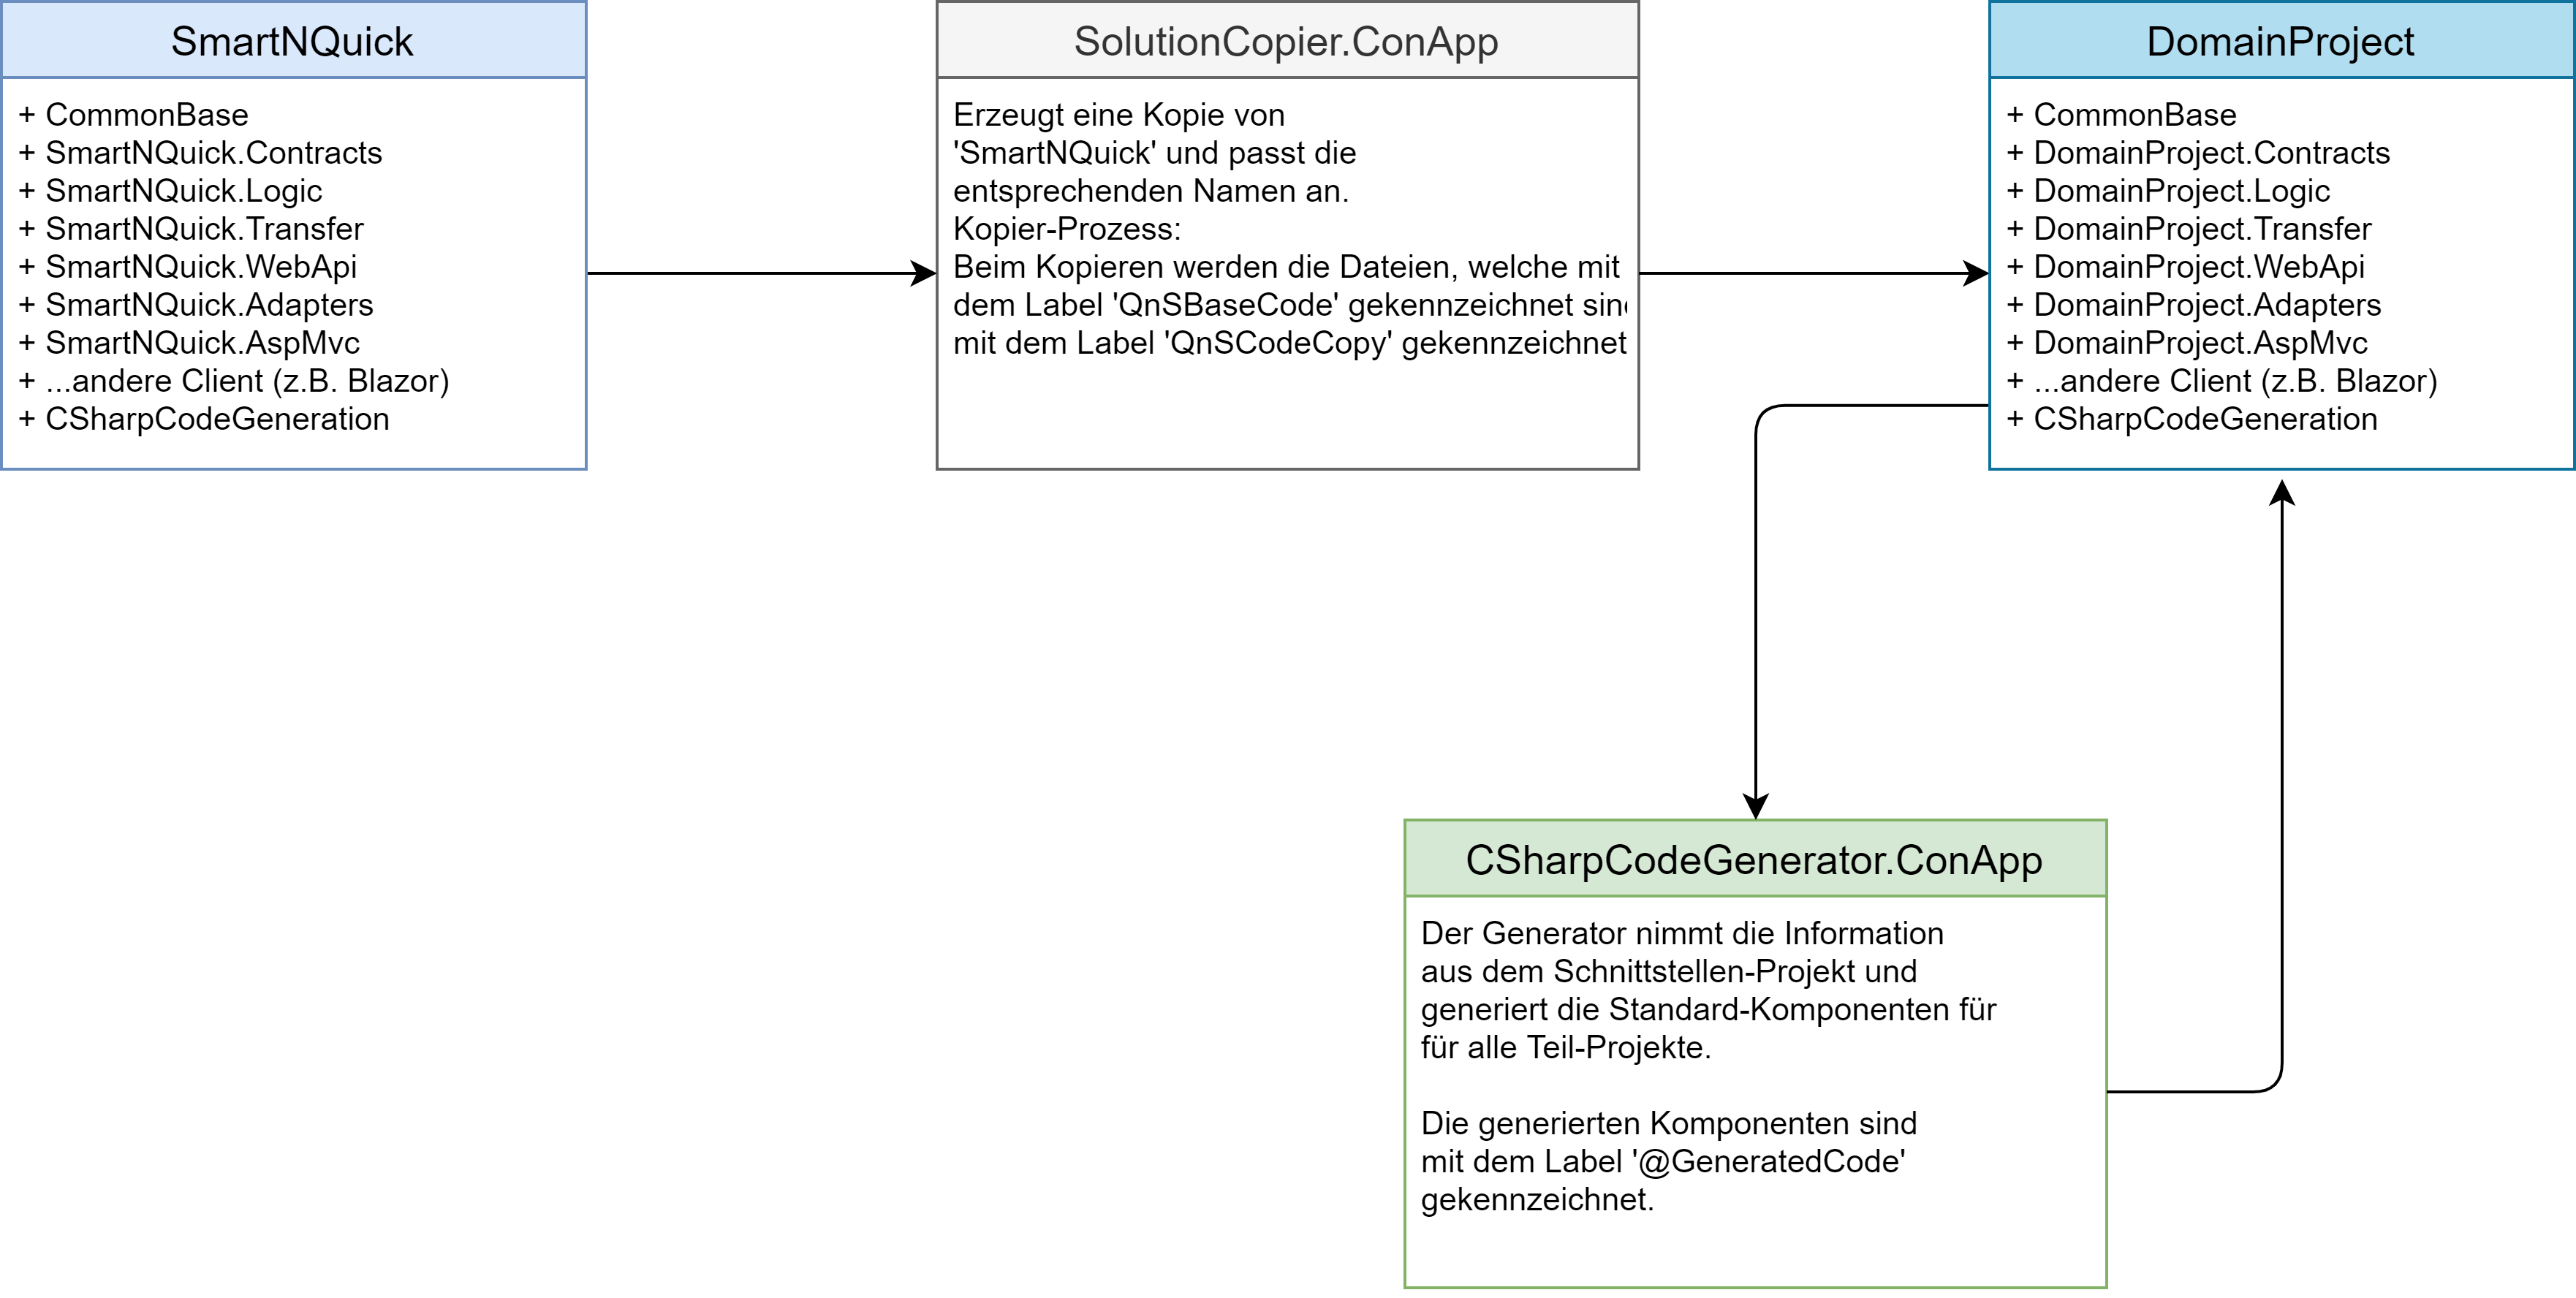 SmartNQuick
+ CommonBase
+ SmartNQuick.Contracts
+ SmartNQuick.Logic
+ SmartNQuick.Transfer
+ SmartNQuick.WebApi
+ SmartNQuick.Adapters
+ SmartNQuick.AspMvc
+ ...andere Client (z.B. Blazor)
+ CSharpCodeGeneration
SolutionCopier.ConApp
Erzeugt eine Kopie von
'SmartNQuick' und passt die
entsprechenden Namen an.
Kopier-Prozess:
Beim Kopieren werden die Dateien, welche mit
dem Label 'QnSBaseCode' gekennzeichnet
mit dem Label 'QnSCodeCopy' gekennzeichnet
DomainProject
+ CommonBase
+ DomainProject.Contracts
+ DomainProject.Logic
+ DomainProject.Transfer
+ DomainProject.WebApi
+ DomainProject.Adapters
+ DomainProject.AspMvc
+ ...andere Client (z.B. Blazor)
+ CSharpCodeGeneration
CSharpCodeGenerator.ConApp
Der Generator nimmt die Information
aus dem Schnittstellen-Projekt und
generiert die Standard-Komponenten für
für alle Teil-Projekte.
Die generierten Komponenten sind
mit dem Label '@GeneratedCode'
gekennzeichnet.